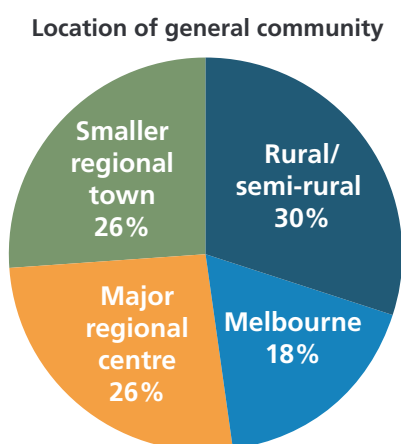 Location of general community
Smaller
regional
town
26%
Rural/
semi-rural
30%
Major
regional
centre
26%
Melbourne
18%